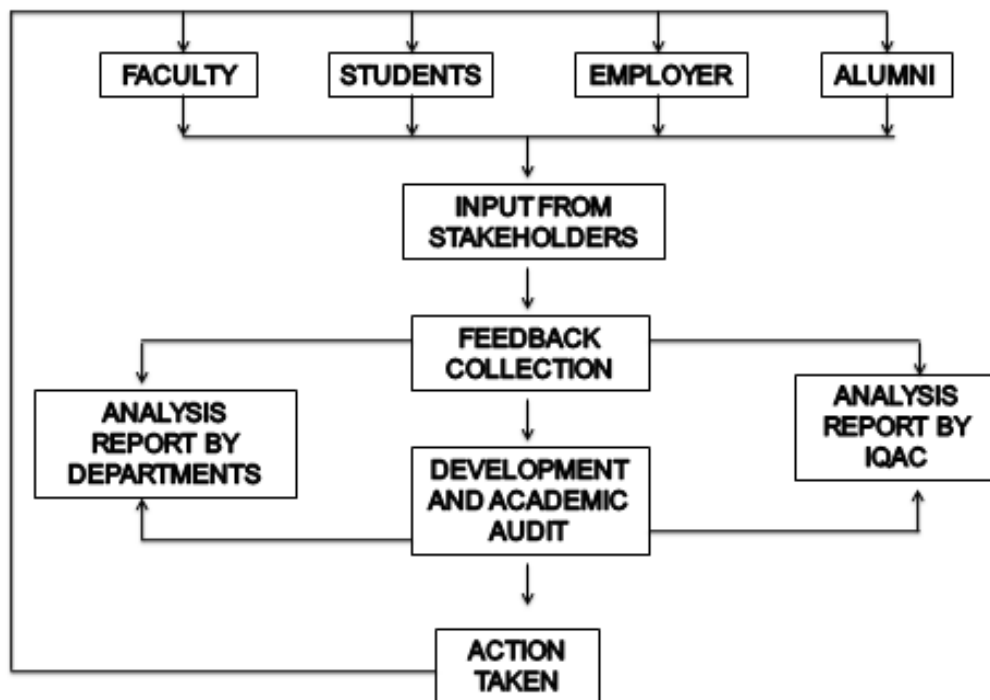 FACULTY
STUDENTS
EMPLOYER
ALUMNI
INPUT FROM
STAKEHOLDERS
FEEDBACK
COLLECTION
ANALYSIS
REPORT BY
DEPARTMENTS
ANALYSIS
REPORT BY
IQAC
DEVELOPMENT
AND ACADEMIC
AUDIT
ACTION
TAKEN